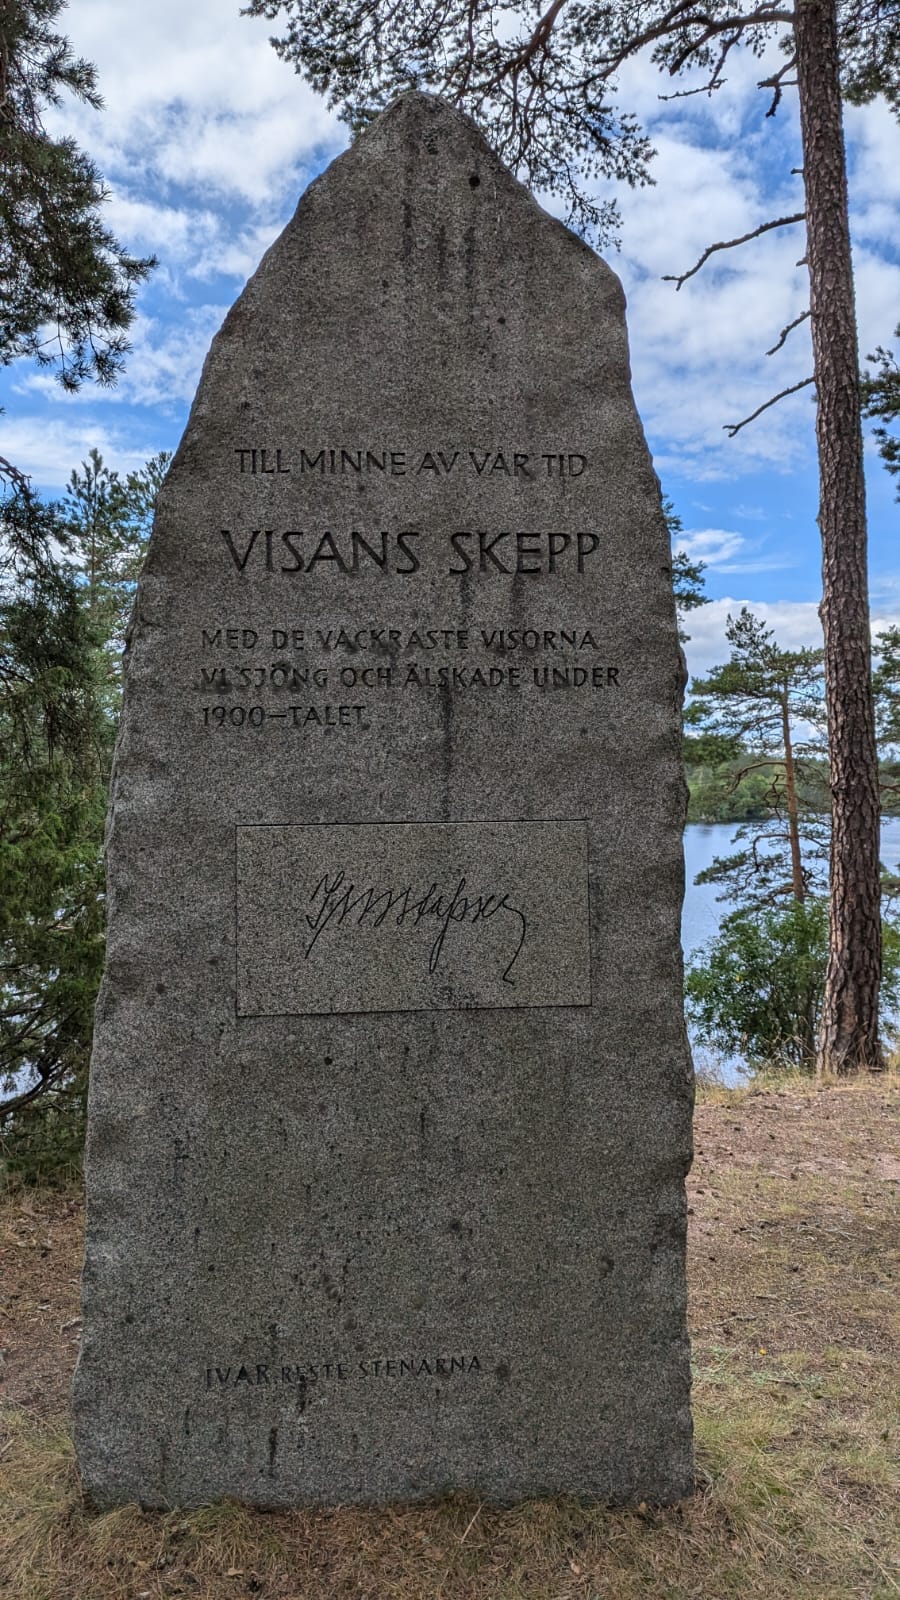 TILL MINNE AV VÅR TID
VISANS SKEPP
MED DE VACKRASTE VISORNA
VI SJÖNG OCH ÄLSKADE UNDER
1900–TALET
IVAR RESTE STENARNA